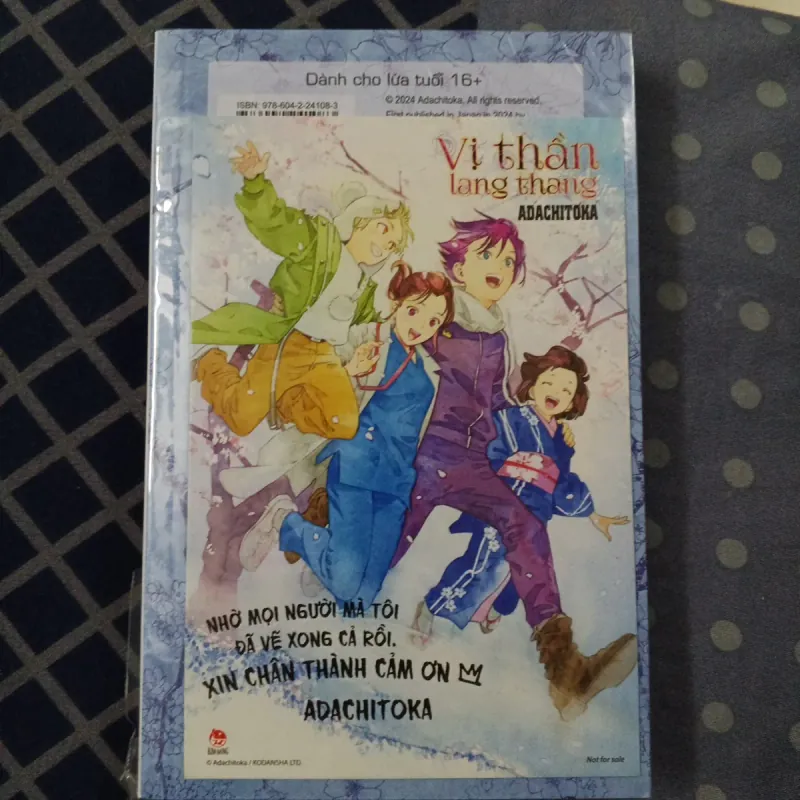 Dành cho lứa tuổi 16+
ISBN: 978-604-2-24108-3
© 2024 Adachitoka. All rights reserved.
First published in Japan in 2024 by
Vị thần
lang thang
ADACHITOKA
NHỜ MỌI NGƯỜI MÀ TÔI
ĐÃ VẼ XONG CẢ RỒI.
XIN CHÂN THÀNH CẢM ƠN
ADACHITOKA
KIM ĐỒNG
© Adachitoka / KODANSHA LTD.
Not for sale